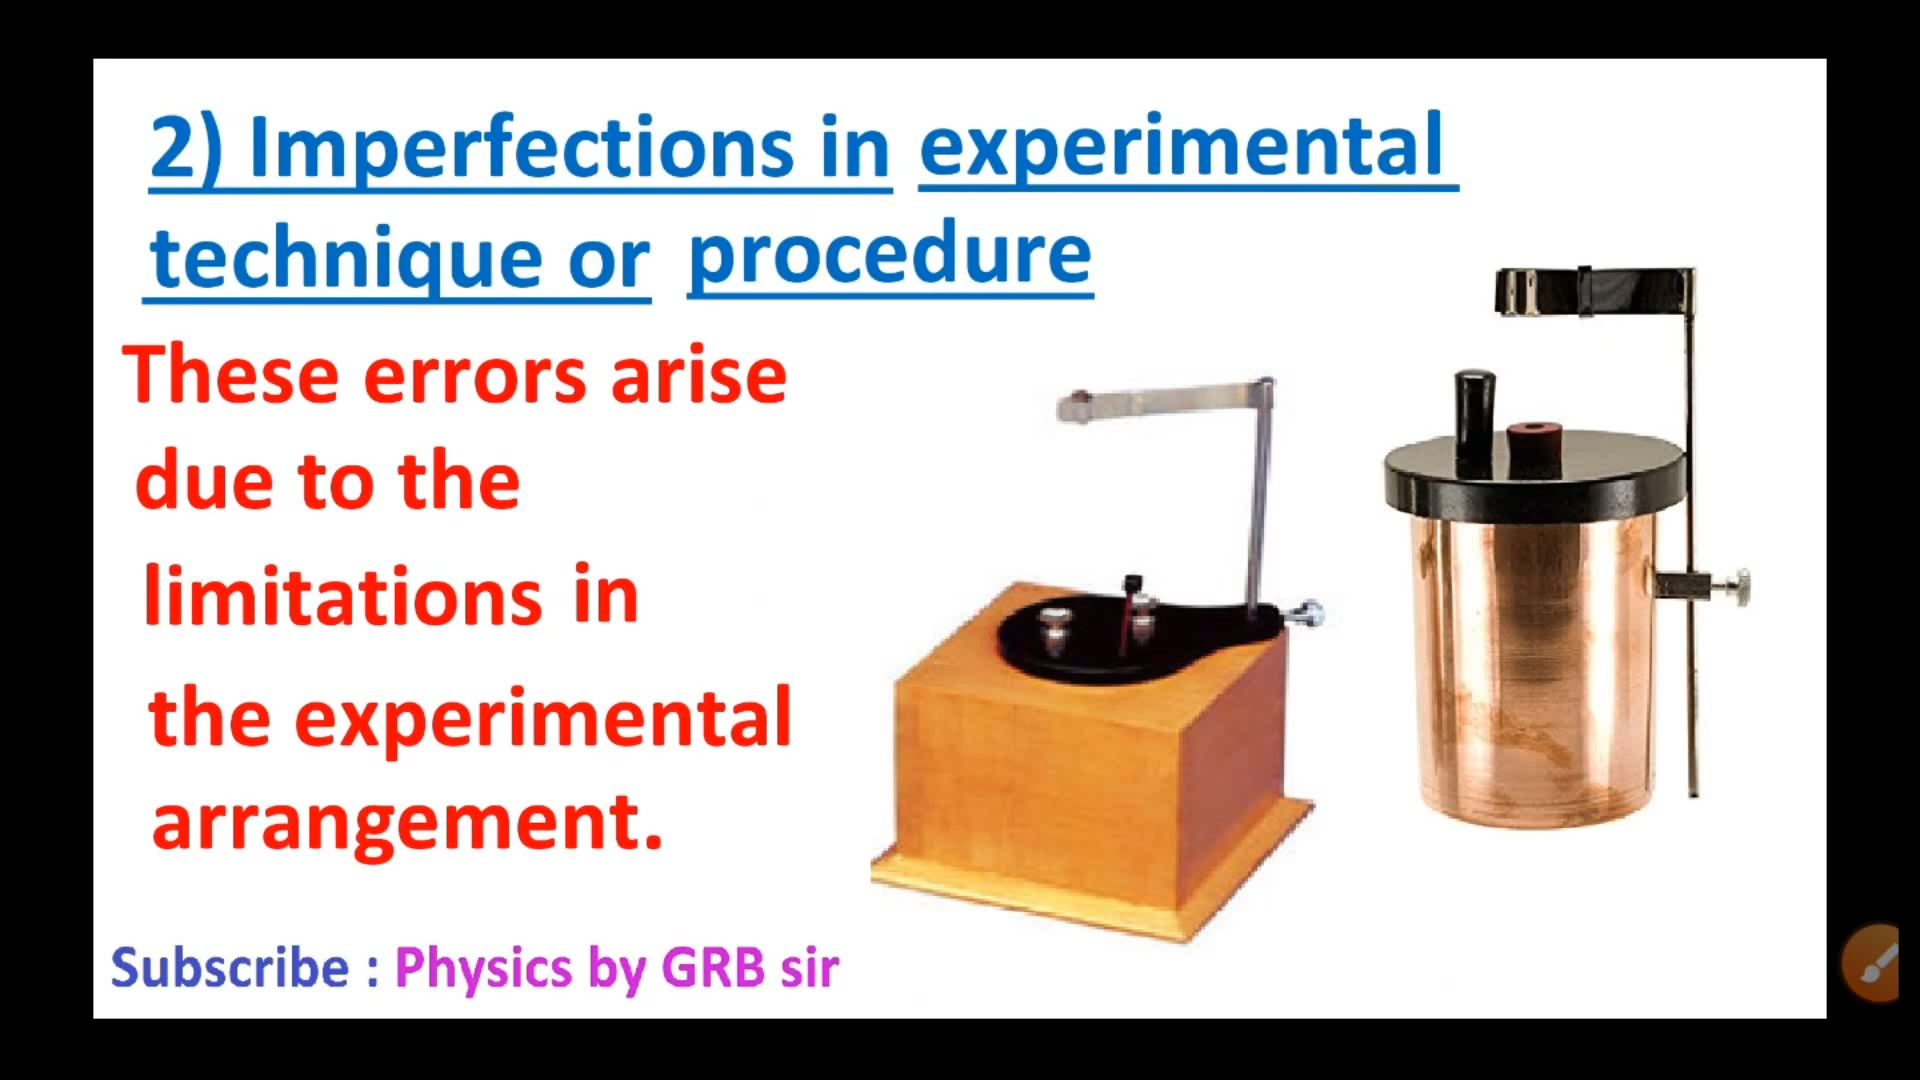 2) Imperfections in experimental
technique or procedure
These errors arise
due to the
limitations in
the experimental
arrangement.
Subscribe : Physics by GRB sir